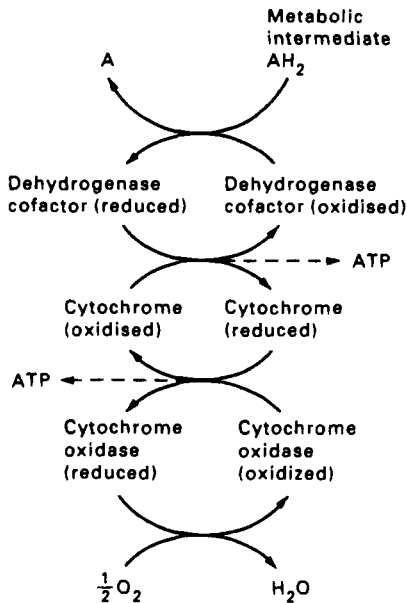 Metabolic
intermediate
A AH₂
Dehydrogenase Dehydrogenase
cofactor (reduced) cofactor (oxidised)
ATP
Cytochrome Cytochrome
(oxidised) (reduced)
ATP
Cytochrome Cytochrome
oxidase oxidase
(reduced) (oxidized)
½O₂ H₂O